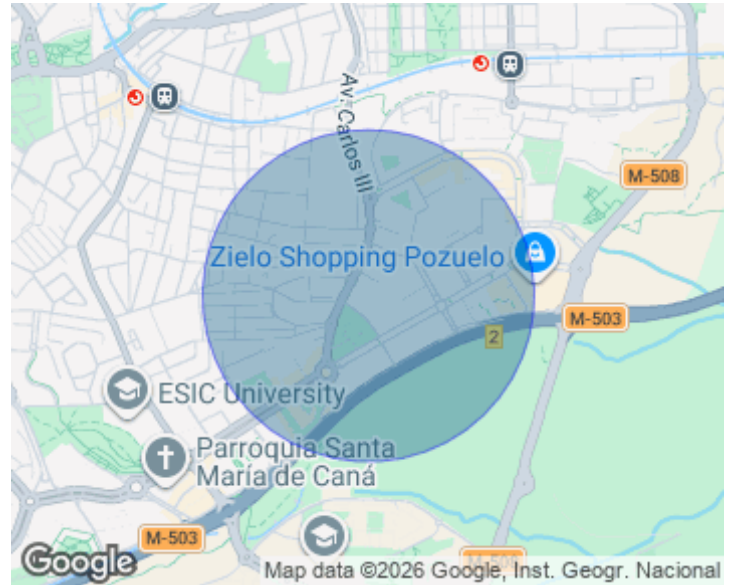 Av. Carlos III
M-508
Zielo Shopping Pozuelo
M-503
2
ESIC University
Parroquia Santa
María de Caná
M-503
Google
Map data ©2026 Google, Inst. Geogr. Nacional